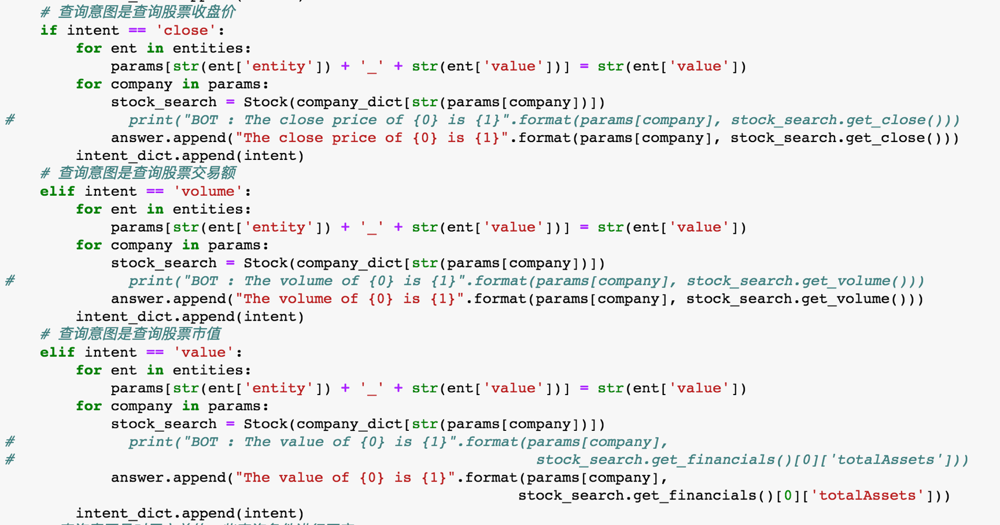 # 查询意图是查询股票收盘价
if intent == 'close':
for ent in entities:
params[str(ent['entity']) + '_' + str(ent['value'])] = str(ent['value'])
for company in params:
stock_search = Stock(company_dict[str(params[company])])
# print("BOT : The close price of {0} is {1}".format(params[company], stock_search.get_close()))
answer.append("The close price of {0} is {1}".format(params[company], stock_search.get_close()))
intent_dict.append(intent)
# 查询意图是查询股票交易额
elif intent == 'volume':
for ent in entities:
params[str(ent['entity']) + '_' + str(ent['value'])] = str(ent['value'])
for company in params:
stock_search = Stock(company_dict[str(params[company])])
# print("BOT : The volume of {0} is {1}".format(params[company], stock_search.get_volume()))
answer.append("The volume of {0} is {1}".format(params[company], stock_search.get_volume()))
intent_dict.append(intent)
# 查询意图是查询股票市值
elif intent == 'value':
for ent in entities:
params[str(ent['entity']) + '_' + str(ent['value'])] = str(ent['value'])
for company in params:
stock_search = Stock(company_dict[str(params[company])])
# print("BOT : The value of {0} is {1}".format(params[company],
# stock_search.get_financials()[0]['totalAssets']))
answer.append("The value of {0} is {1}".format(params[company],
stock_search.get_financials()[0]['totalAssets']))
intent_dict.append(intent)